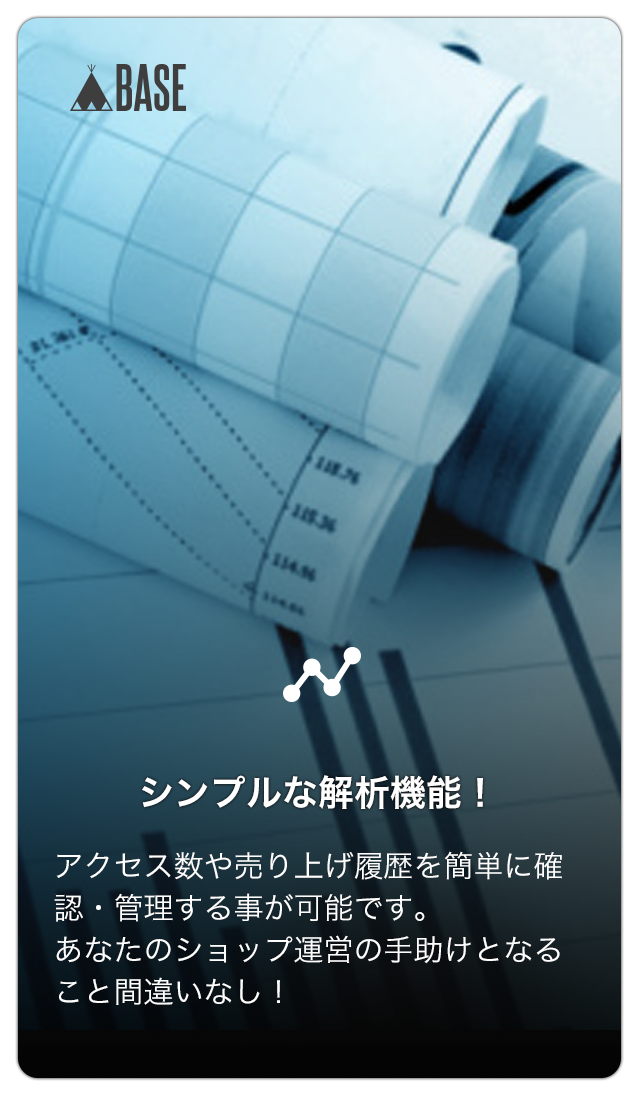 BASE
115.76
115.36
114.96
シンプルな解析機能！
アクセス数や売り上げ履歴を簡単に確
認・管理する事が可能です。
あなたのショップ運営の手助けとなる
こと間違いなし！